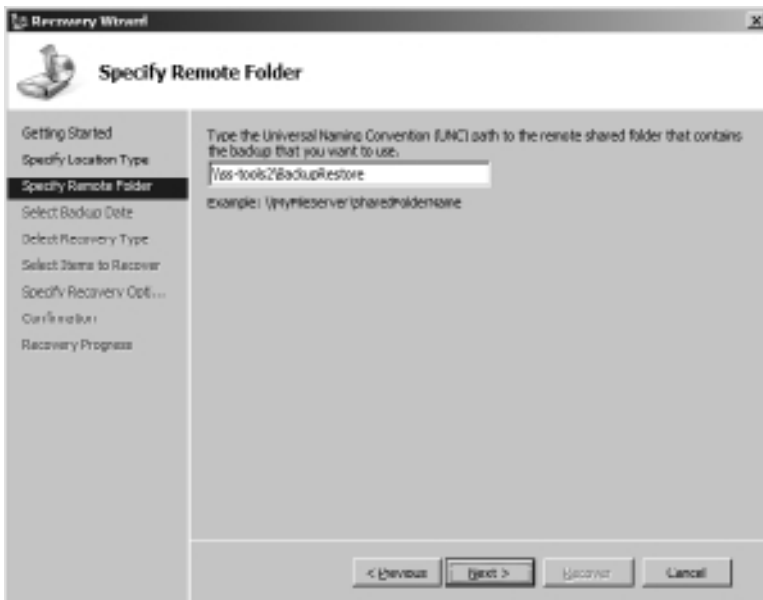 Recovery Wizard
Specify Remote Folder
Getting Started
Specify Location Type
Specify Remote Folder
Select Backup Date
Select Recovery Type
Select Items to Recover
Specify Recovery Opti...
Confirmation
Recovery Progress
Type the Universal Naming Convention (UNC) path to the remote shared folder that contains
the backup that you want to use.
\\ss-tools2\BackupRestore
Example: \\MyFileServer\SharedFolderName
< Previous
Next >
Recover
Cancel